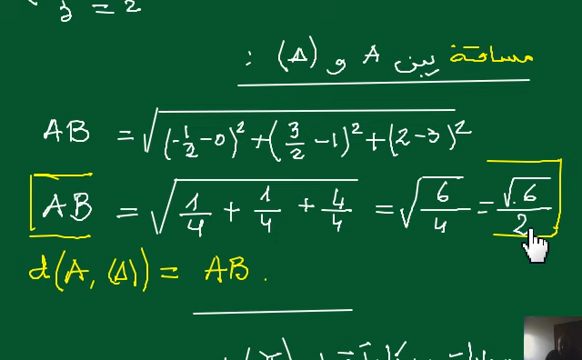 z = 2
مسافة بين A و (Δ) :
AB = √((-1/2 - 0)² + (3/2 - 1)² + (2 - 3)²)
AB = √(1/4 + 1/4 + 4/4) = √(6/4) = √6/2
d(A, (Δ)) = AB.